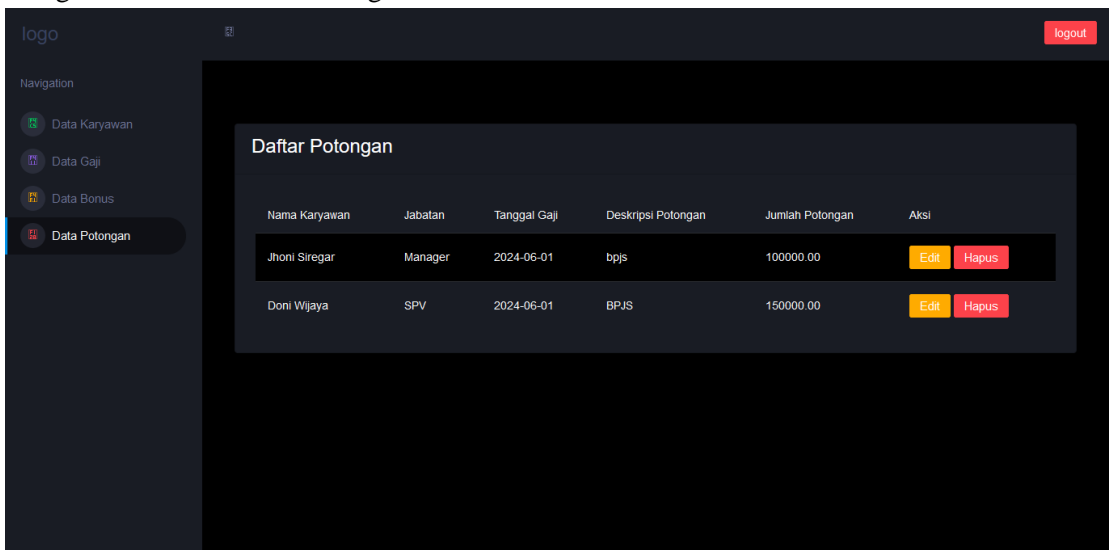 logo
logout
Navigation
Data Karyawan
Data Gaji
Data Bonus
Data Potongan
Daftar Potongan
Nama Karyawan Jabatan Tanggal Gaji Deskripsi Potongan Jumlah Potongan Aksi
Jhoni Siregar Manager 2024-06-01 bpjs 100000.00 Edit Hapus
Doni Wijaya SPV 2024-06-01 BPJS 150000.00 Edit Hapus